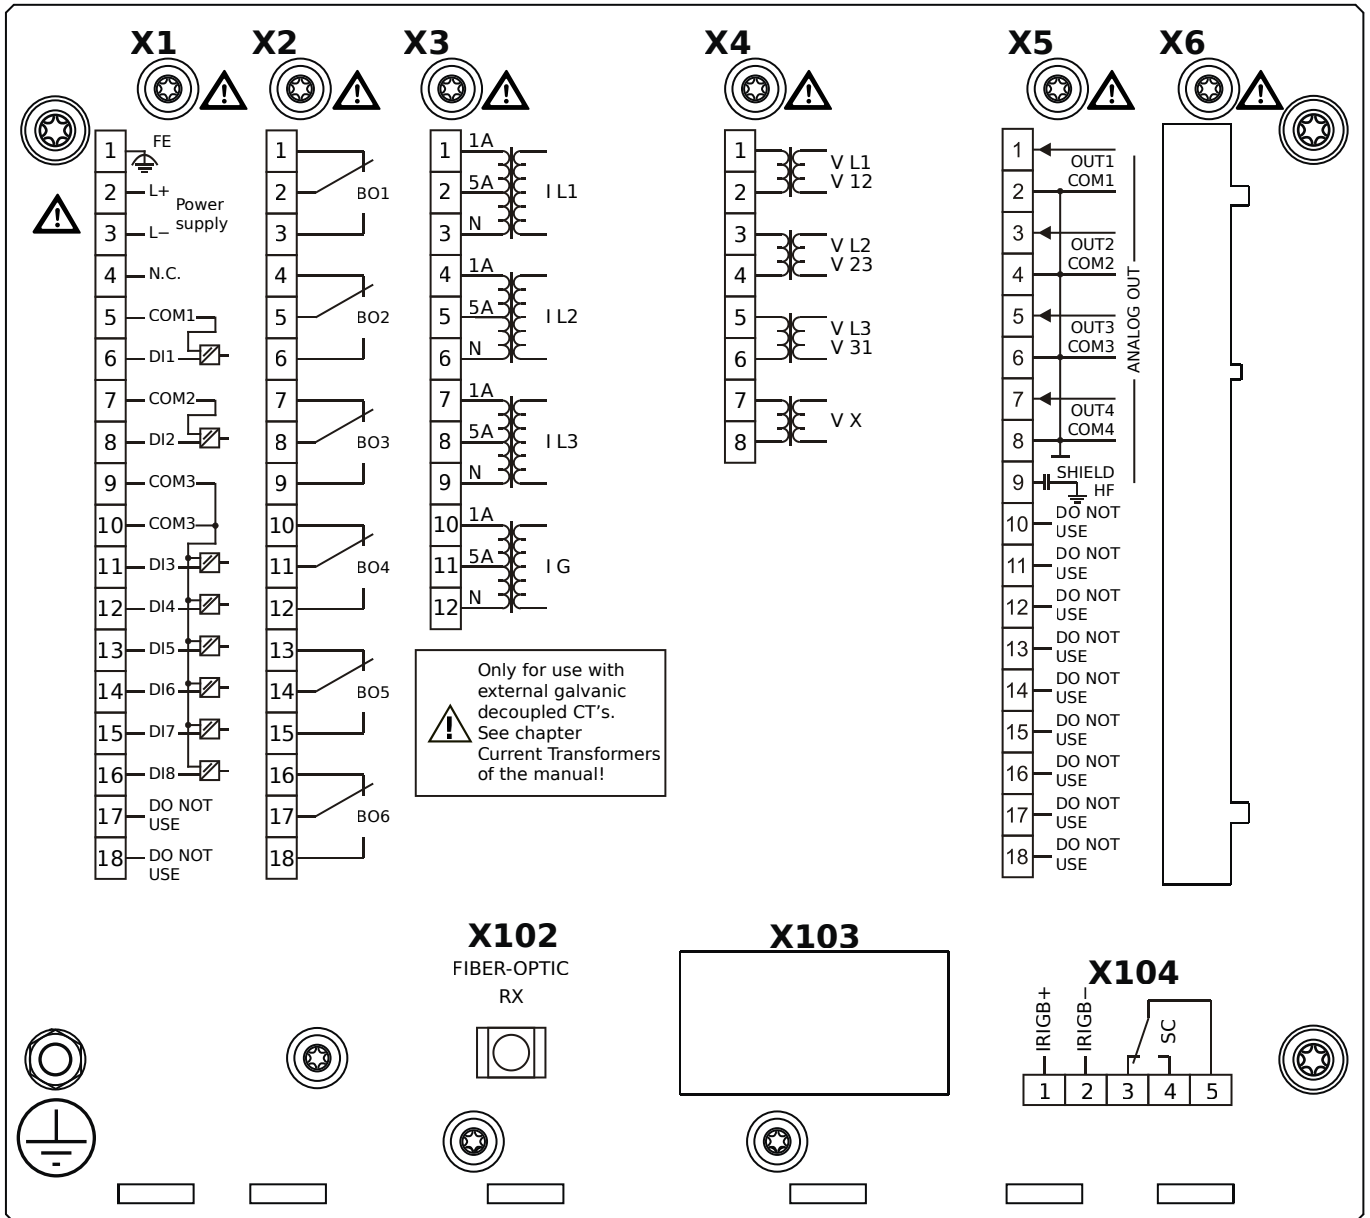 X1
X2
X3
X4
X5
X6
1 FE
2 L+
Power
supply
3 L−
4 N.C.
5 COM1
6 DI1
7 COM2
8 DI2
9 COM3
10 COM3
11 DI3
12 DI4
13 DI5
14 DI6
15 DI7
16 DI8
17 DO NOT
USE
18 DO NOT
USE
1
2 BO1
3
4
5 BO2
6
7
8 BO3
9
10
11 BO4
12
13
14 BO5
15
16
17 BO6
18
1 1A
2 5A I L1
3 N
4 1A
5 5A I L2
6 N
7 1A
8 5A I L3
9 N
10 1A
11 5A I G
12 N
Only for use with
external galvanic
decoupled CT's.
See chapter
Current Transformers
of the manual!
1 V L1
2 V 12
3 V L2
4 V 23
5 V L3
6 V 31
7 V X
8
1 OUT1
2 COM1
3 OUT2
4 COM2
5 OUT3
6 COM3
7 OUT4
8 COM4
ANALOG OUT
9 SHIELD
HF
10 DO NOT
USE
11 DO NOT
USE
12 DO NOT
USE
13 DO NOT
USE
14 DO NOT
USE
15 DO NOT
USE
16 DO NOT
USE
17 DO NOT
USE
18 DO NOT
USE
X102
FIBER-OPTIC
RX
X103
X104
IRIGB+
IRIGB−
SC
1 2 3 4 5